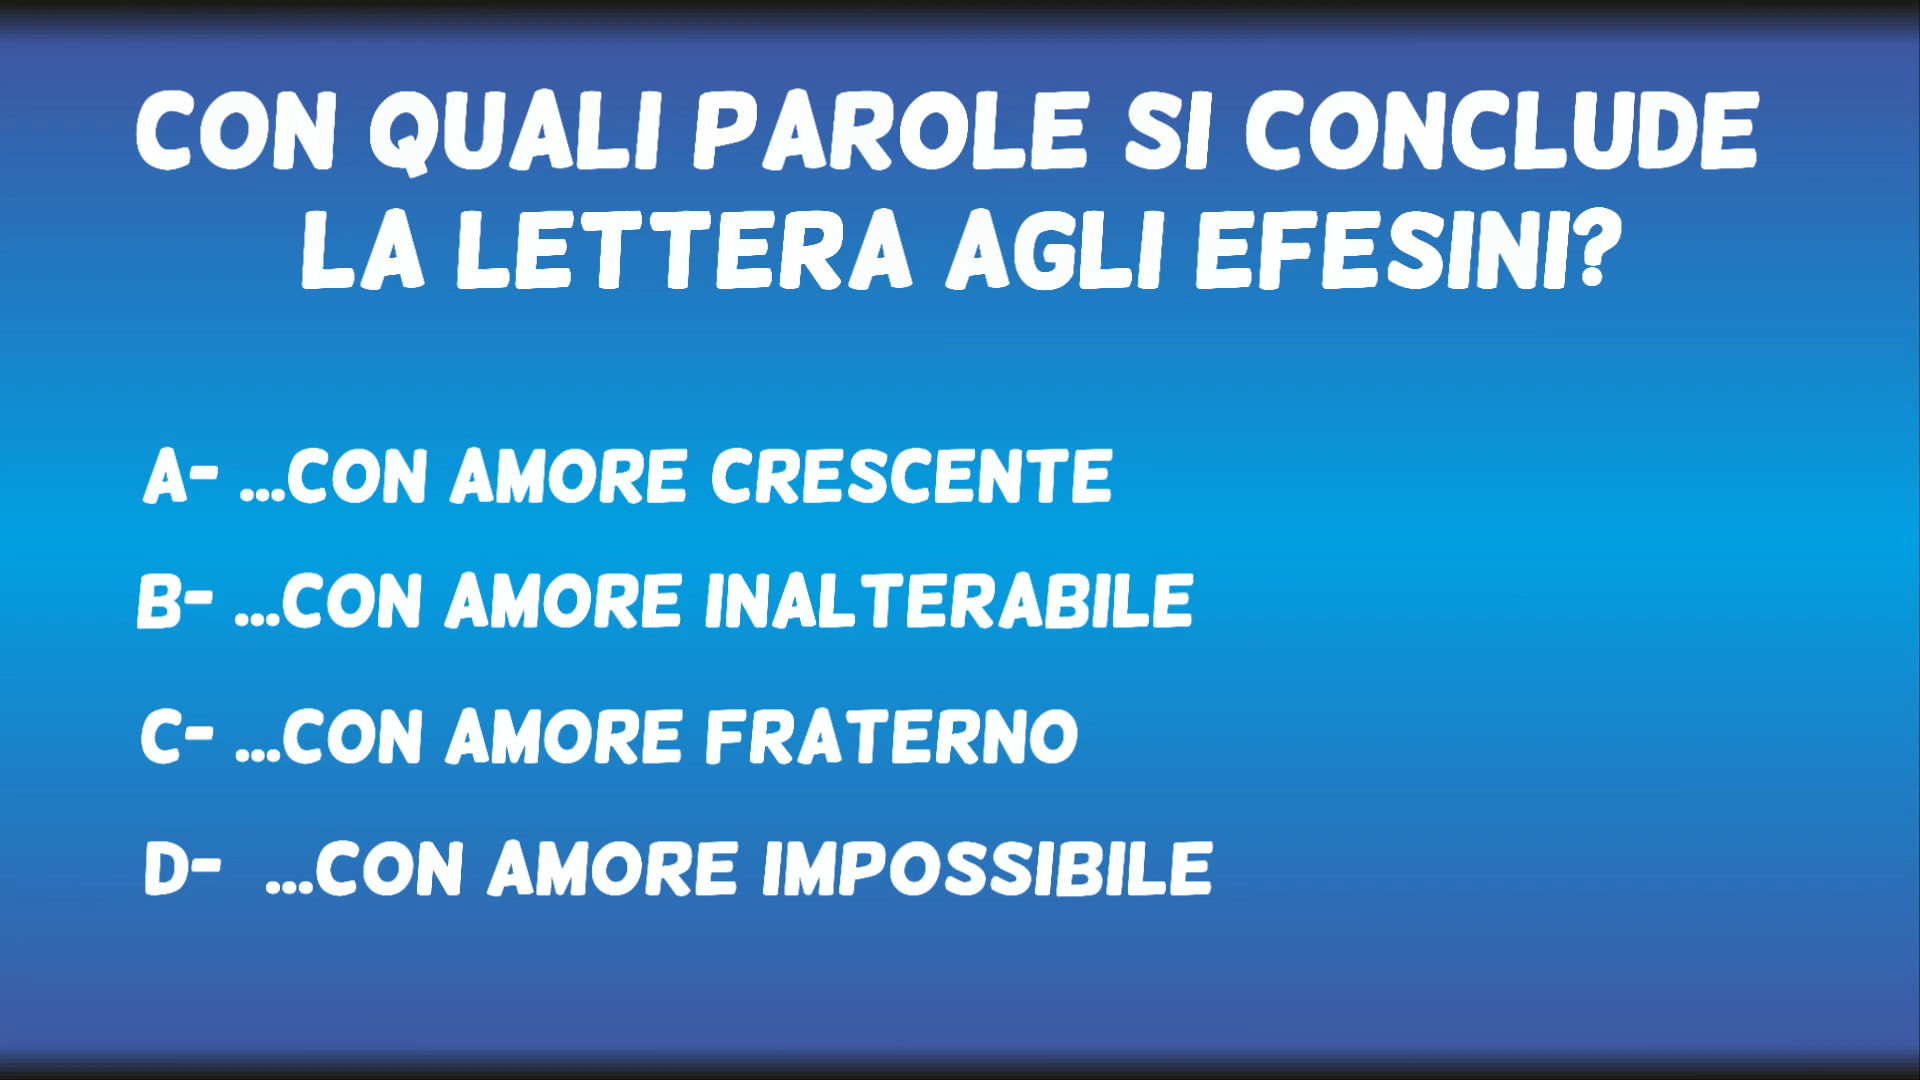 CON QUALI PAROLE SI CONCLUDE
LA LETTERA AGLI EFESINI?
A- ...CON AMORE CRESCENTE
B- ...CON AMORE INALTERABILE
C- ...CON AMORE FRATERNO
D- ...CON AMORE IMPOSSIBILE